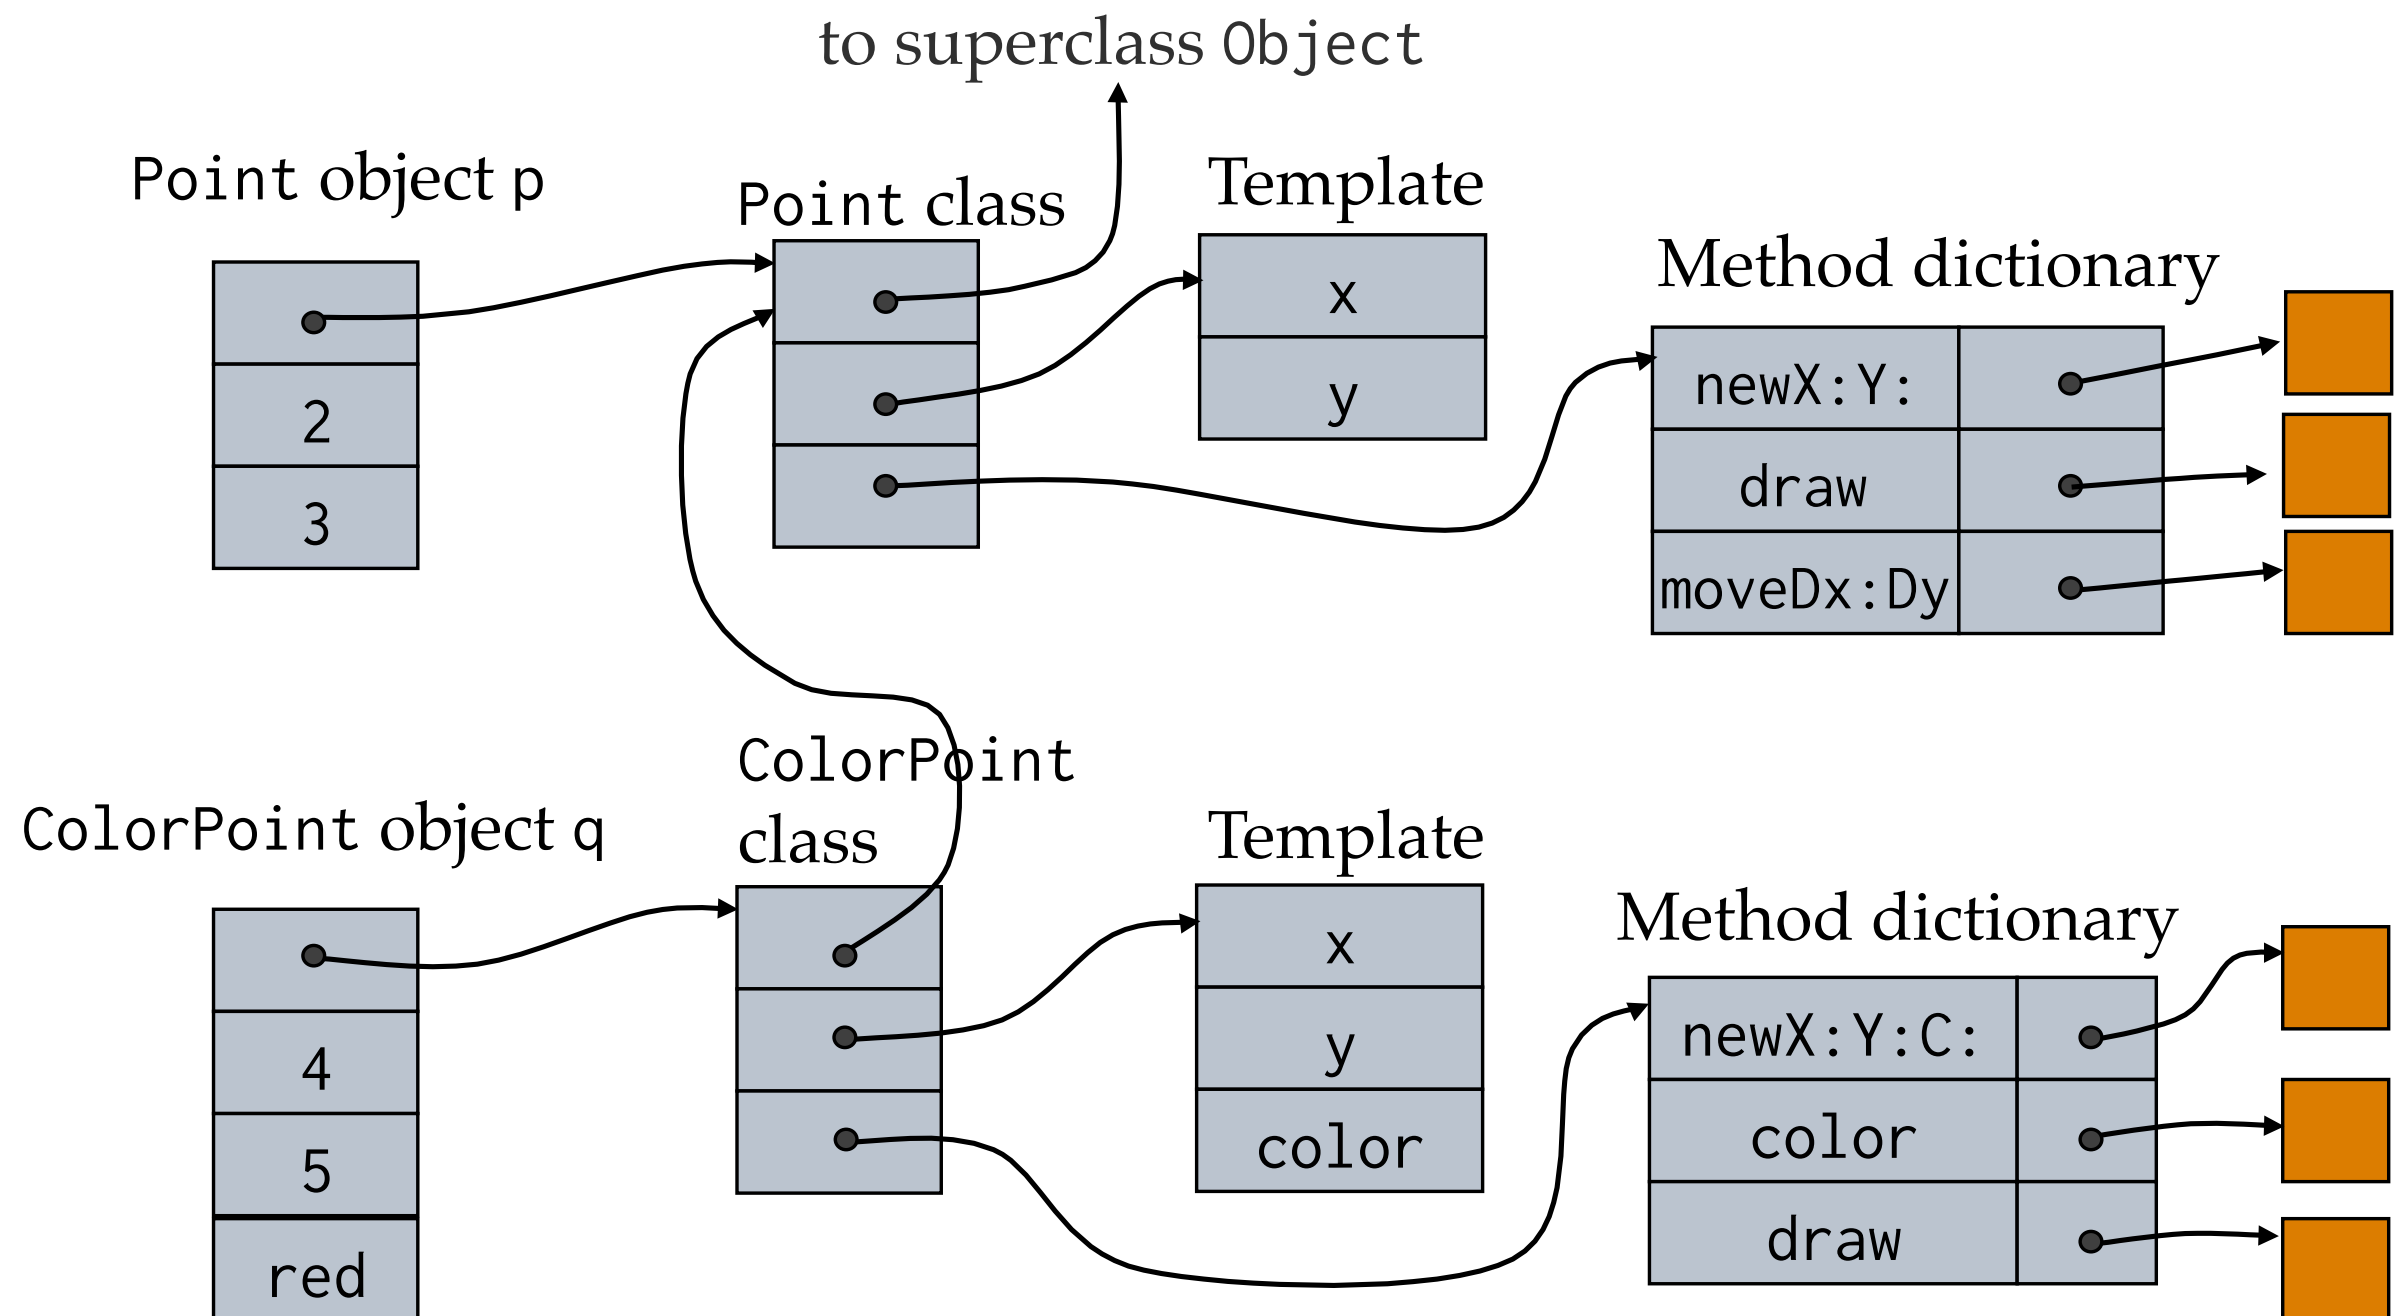 to superclass Object
Point object p
Point class
Template
Method dictionary
2
3
x
y
newX:Y:
draw
moveDx:Dy
ColorPoint
class
ColorPoint object q
Template
Method dictionary
4
5
red
x
y
color
newX:Y:C:
color
draw